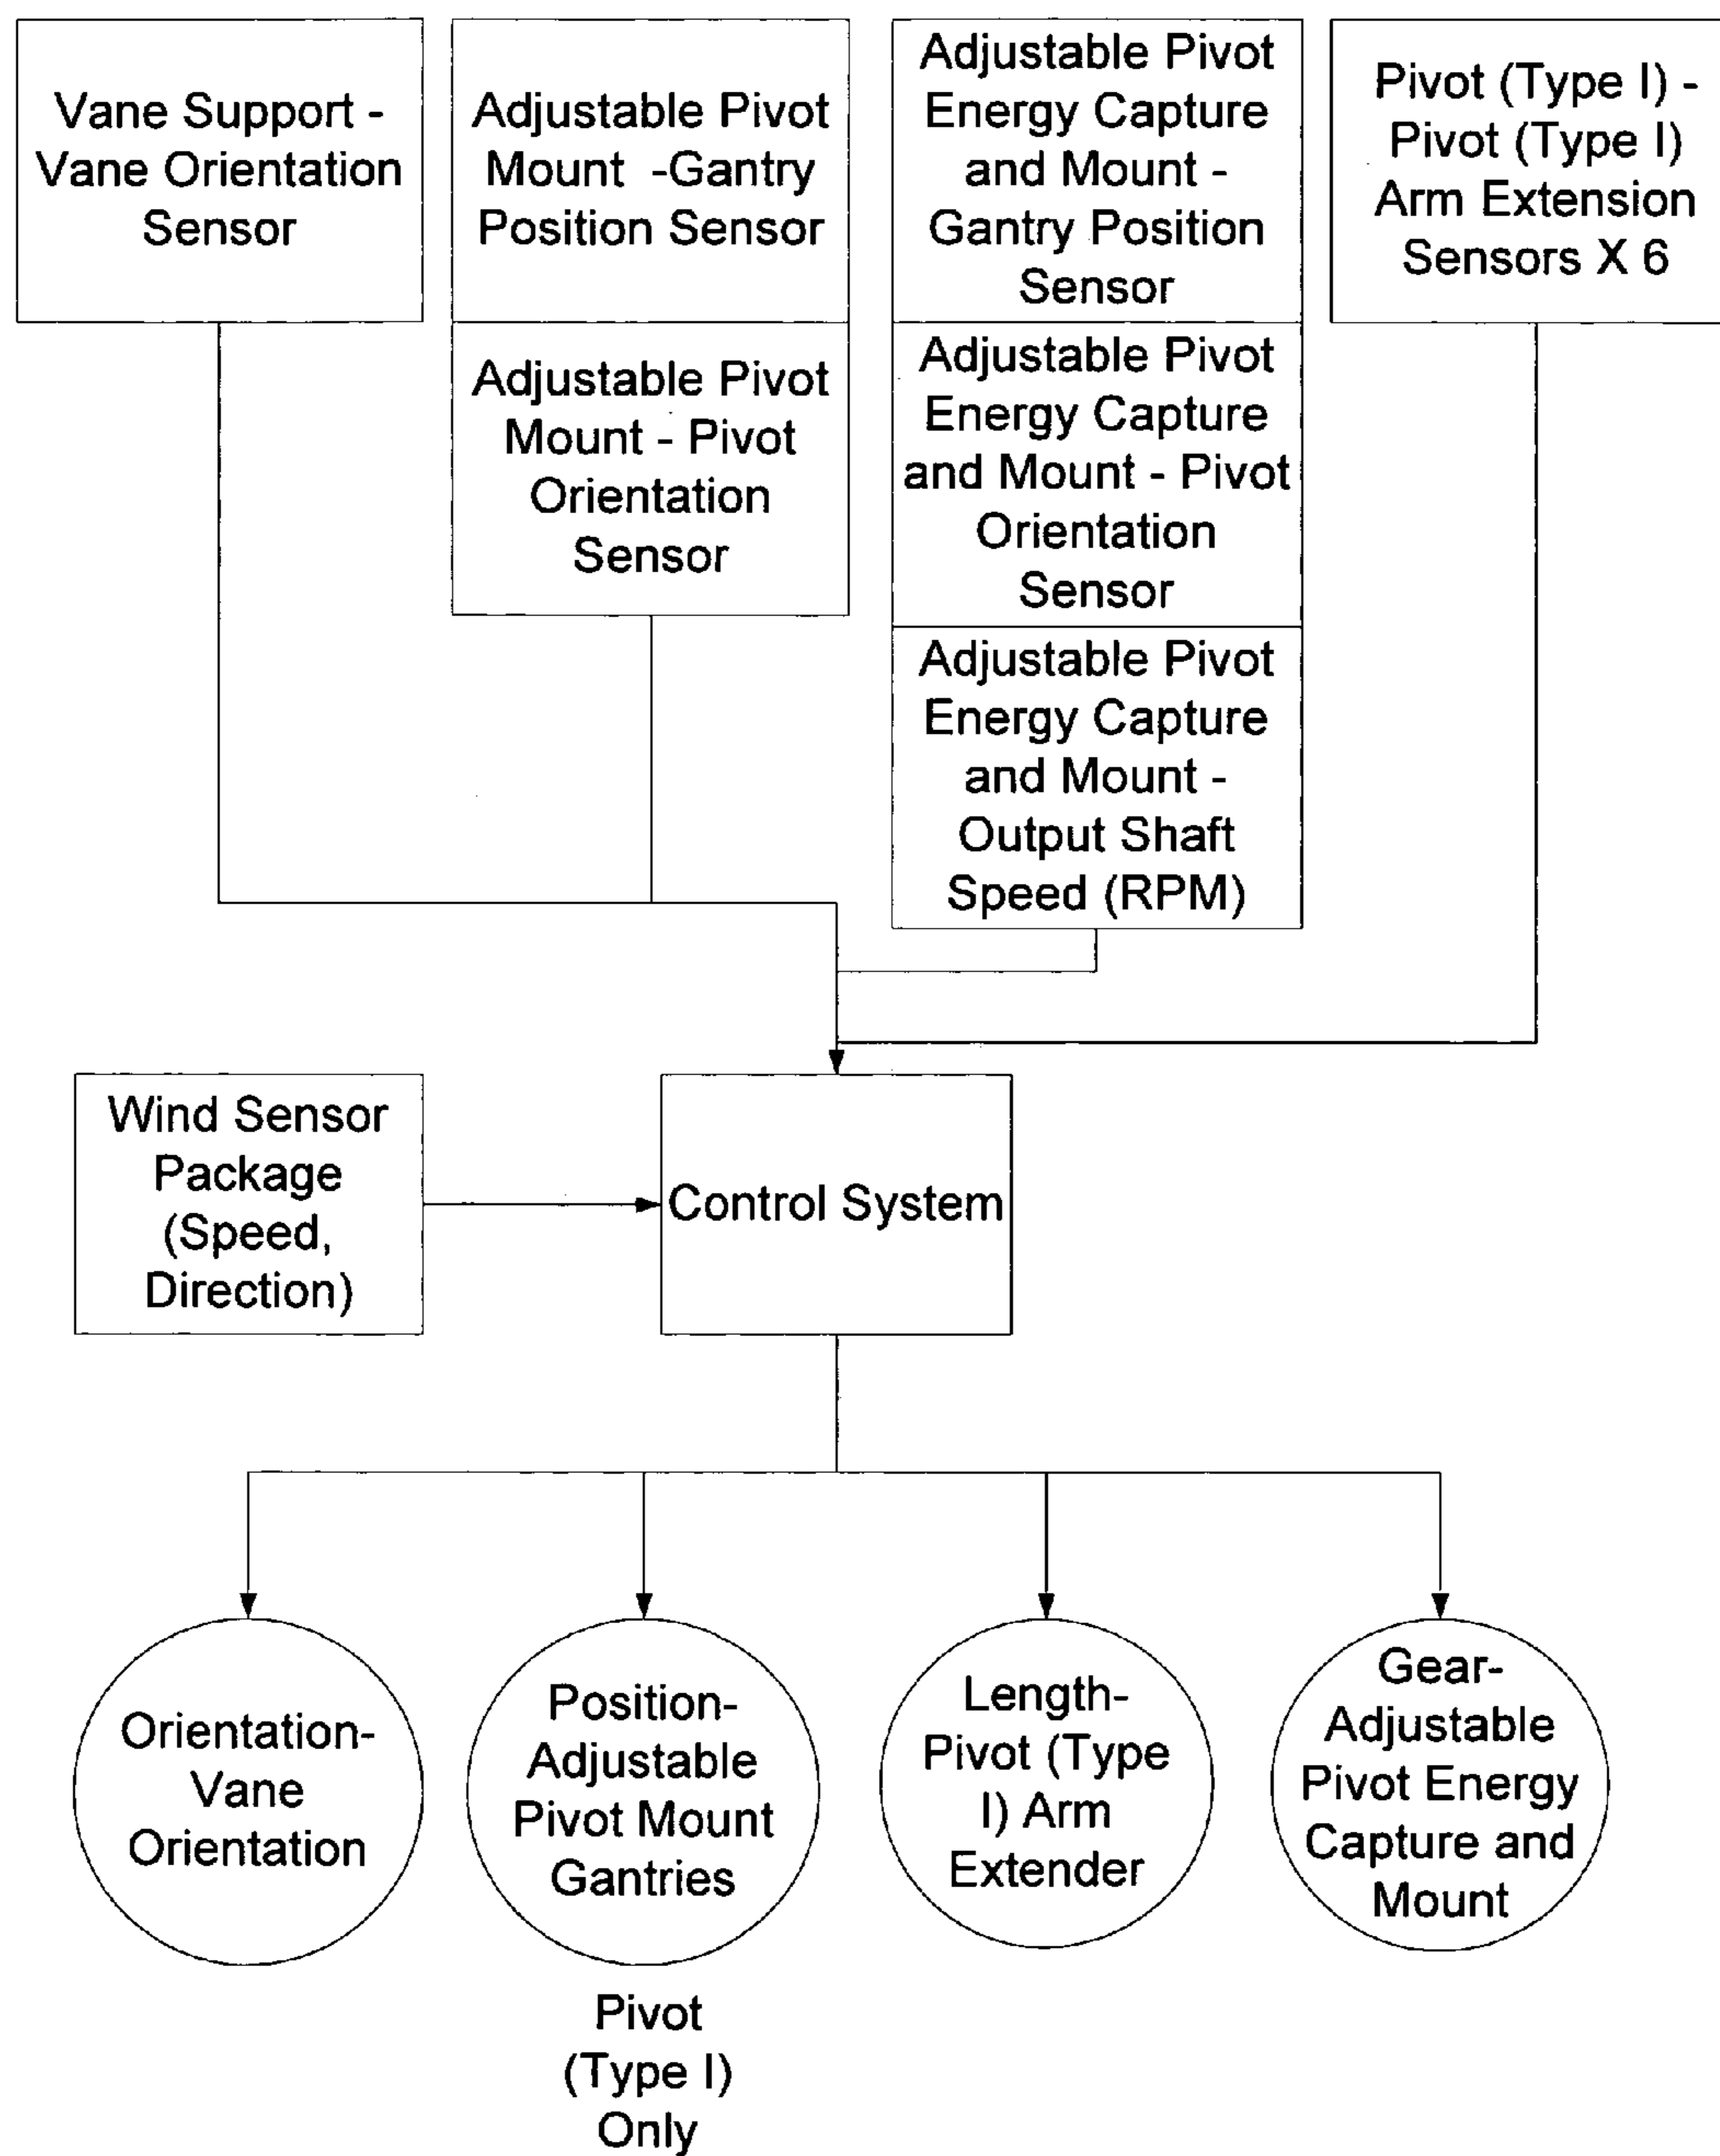 Vane Support -
Vane Orientation
Sensor
Adjustable Pivot
Mount -Gantry
Position Sensor
Adjustable Pivot
Mount - Pivot
Orientation
Sensor
Adjustable Pivot
Energy Capture
and Mount -
Gantry Position
Sensor
Adjustable Pivot
Energy Capture
and Mount - Pivot
Orientation
Sensor
Adjustable Pivot
Energy Capture
and Mount -
Output Shaft
Speed (RPM)
Pivot (Type I) -
Pivot (Type I)
Arm Extension
Sensors X 6
Wind Sensor
Package
(Speed,
Direction)
Control System
Orientation-
Vane
Orientation
Position-
Adjustable
Pivot Mount
Gantries
Pivot
(Type I)
Only
Length-
Pivot (Type
I) Arm
Extender
Gear-
Adjustable
Pivot Energy
Capture and
Mount